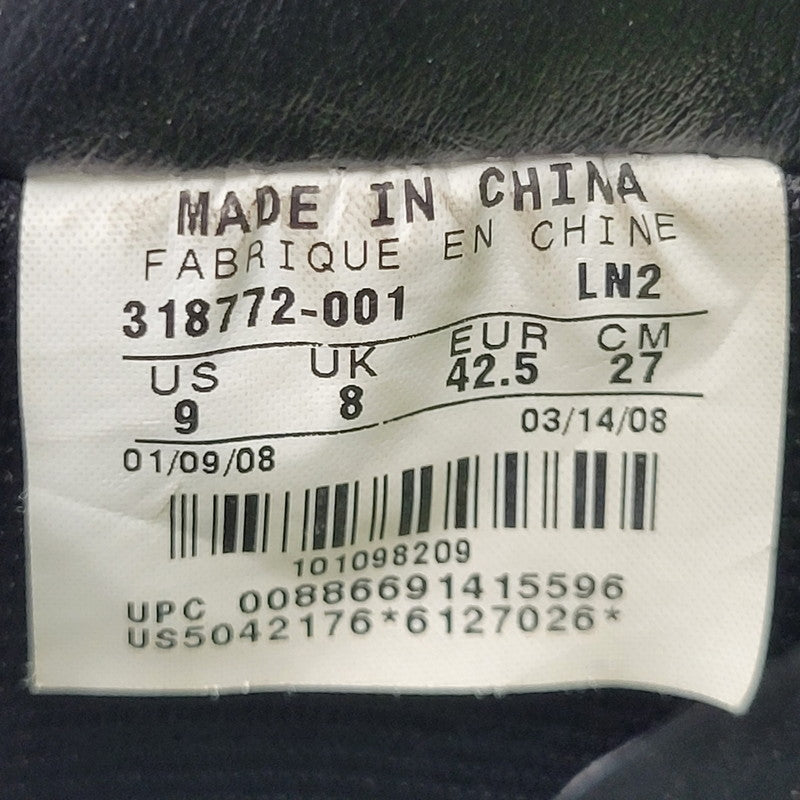 MADE IN CHINA
FABRIQUE EN CHINE
318772-001 LN2
US UK EUR CM
9 8 42.5 27
01/09/08 03/14/08
101098209
UPC 00886691415596
US5042176*6127026*